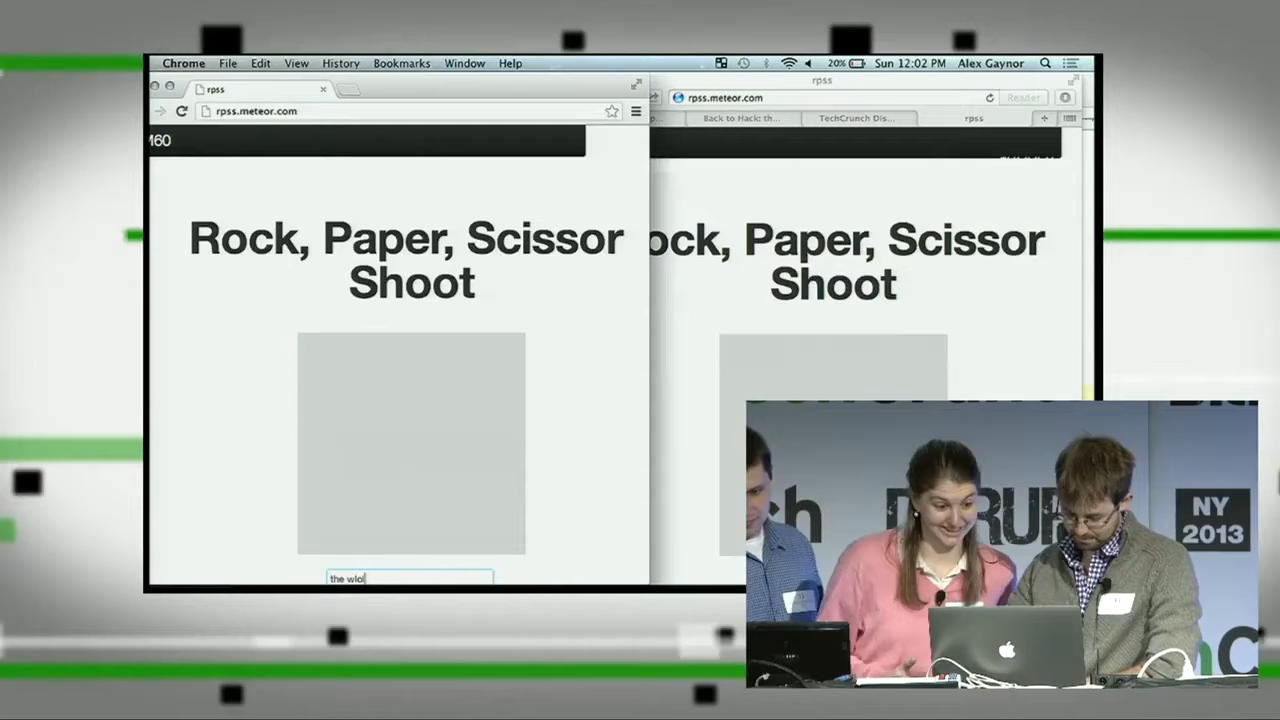 Chrome File Edit View History Bookmarks Window Help 20% Sun 12:02 PM Alex Gaynor
rpss
rpss
rpss.meteor.com
rpss.meteor.com
Reader
Back to Hack: th...
TechCrunch Dis...
rpss
M60
Rock, Paper, Scissor
Shoot
ock, Paper, Scissor
Shoot
the wlol
NY
2013